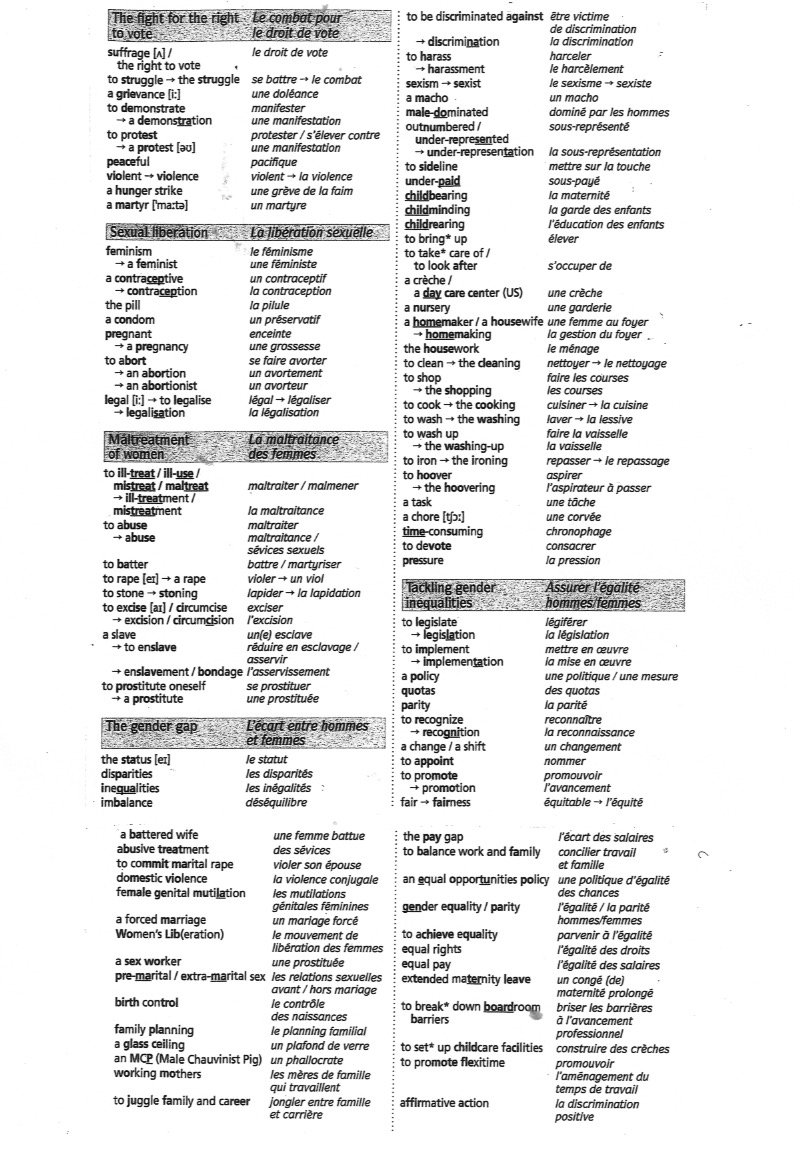 The fight for the right Le combat pour
to vote le droit de vote
suffrage [ʌ] / le droit de vote
the right to vote
to struggle → the struggle se battre → le combat
a grievance [i:] une doléance
to demonstrate manifester
→ a demonstration une manifestation
to protest protester / s'élever contre
→ a protest [əʊ] une manifestation
peaceful pacifique
violent → violence violent → la violence
a hunger strike une grève de la faim
a martyr ['mɑ:tə] un martyre
Sexual liberation La libération sexuelle
feminism le féminisme
→ a feminist une féministe
a contraceptive un contraceptif
→ contraception la contraception
the pill la pilule
a condom un préservatif
pregnant enceinte
→ a pregnancy une grossesse
to abort se faire avorter
→ an abortion un avortement
→ an abortionist un avorteur
legal [i:] → to legalise légal → légaliser
→ legalisation la légalisation
Maltreatment La maltraitance
of women des femmes
to ill-treat / ill-use /
mistreat / maltreat maltraiter / malmener
→ ill-treatment /
mistreatment la maltraitance
to abuse maltraiter
→ abuse maltraitance /
sévices sexuels
to batter battre / martyriser
to rape [eɪ] → a rape violer → un viol
to stone → stoning lapider → la lapidation
to excise [aɪ] / circumcise exciser
→ excision / circumcision l'excision
a slave un(e) esclave
→ to enslave réduire en esclavage /
asservir
→ enslavement / bondage l'asservissement
to prostitute oneself se prostituer
→ a prostitute une prostituée
The gender gap L'écart entre hommes
et femmes
the status [eɪ] le statut
disparities les disparités
inequalities les inégalités
imbalance déséquilibre
to be discriminated against être victime
de discrimination
→ discrimination la discrimination
to harass harceler
→ harassment le harcèlement
sexism → sexist le sexisme → sexiste
a macho un macho
male-dominated dominé par les hommes
outnumbered / sous-représenté
under-represented
→ under-representation la sous-représentation
to sideline mettre sur la touche
under-paid sous-payé
childbearing la maternité
childminding la garde des enfants
childrearing l'éducation des enfants
to bring* up élever
to take* care of /
to look after s'occuper de
a crèche /
a day care center (US) une crèche
a nursery une garderie
a homemaker / a housewife une femme au foyer
→ homemaking la gestion du foyer
the housework le ménage
to clean → the cleaning nettoyer → le nettoyage
to shop faire les courses
→ the shopping les courses
to cook → the cooking cuisiner → la cuisine
to wash → the washing laver → la lessive
to wash up faire la vaisselle
→ the washing-up la vaisselle
to iron → the ironing repasser → le repassage
to hoover aspirer
→ the hoovering l'aspirateur à passer
a task une tâche
a chore [tʃɔ:] une corvée
time-consuming chronophage
to devote consacrer
pressure la pression
Tackling gender Assurer l'égalité
inequalities hommes/femmes
to legislate légiférer
→ legislation la législation
to implement mettre en œuvre
→ implementation la mise en œuvre
a policy une politique / une mesure
quotas des quotas
parity la parité
to recognize reconnaître
→ recognition la reconnaissance
a change / a shift un changement
to appoint nommer
to promote promouvoir
→ promotion l'avancement
fair → fairness équitable → l'équité
a battered wife une femme battue
abusive treatment des sévices
to commit marital rape violer son épouse
domestic violence la violence conjugale
female genital mutilation les mutilations
génitales féminines
a forced marriage un mariage forcé
Women's Lib(eration) le mouvement de
libération des femmes
a sex worker une prostituée
pre-marital / extra-marital sex les relations sexuelles
avant / hors mariage
birth control le contrôle
des naissances
family planning le planning familial
a glass ceiling un plafond de verre
an MCP (Male Chauvinist Pig) un phallocrate
working mothers les mères de famille
qui travaillent
to juggle family and career jongler entre famille
et carrière
the pay gap l'écart des salaires
to balance work and family concilier travail
et famille
an equal opportunities policy une politique d'égalité
des chances
gender equality / parity l'égalité / la parité
hommes/femmes
to achieve equality parvenir à l'égalité
equal rights l'égalité des droits
equal pay l'égalité des salaires
extended maternity leave un congé (de)
maternité prolongé
to break* down boardroom briser les barrières
barriers à l'avancement
professionnel
to set* up childcare facilities construire des crèches
to promote flexitime promouvoir
l'aménagement du
temps de travail
affirmative action la discrimination
positive